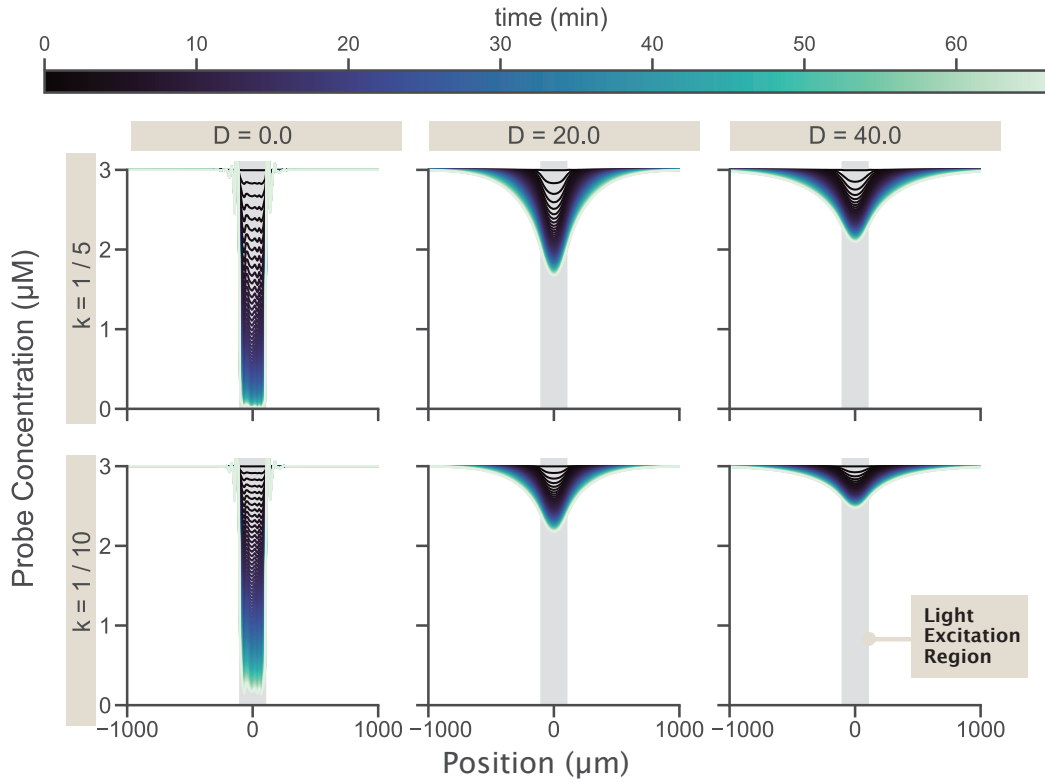 time (min)
0 10 20 30 40 50 60
D = 0.0 D = 20.0 D = 40.0
Probe Concentration (μM)
k = 1 / 5
3
2
1
0
k = 1 / 10
3
2
1
0
Light
Excitation
Region
−1000 0 1000 −1000 0 1000 −1000 0 1000
Position (μm)